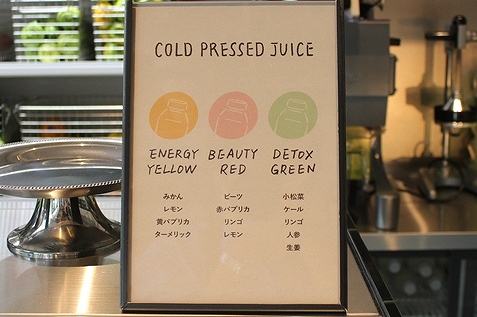 COLD PRESSED JUICE
ENERGY
YELLOW
みかん
レモン
黄パプリカ
ターメリック
BEAUTY
RED
ビーツ
赤パプリカ
リンゴ
レモン
DETOX
GREEN
小松菜
ケール
リンゴ
人参
生姜